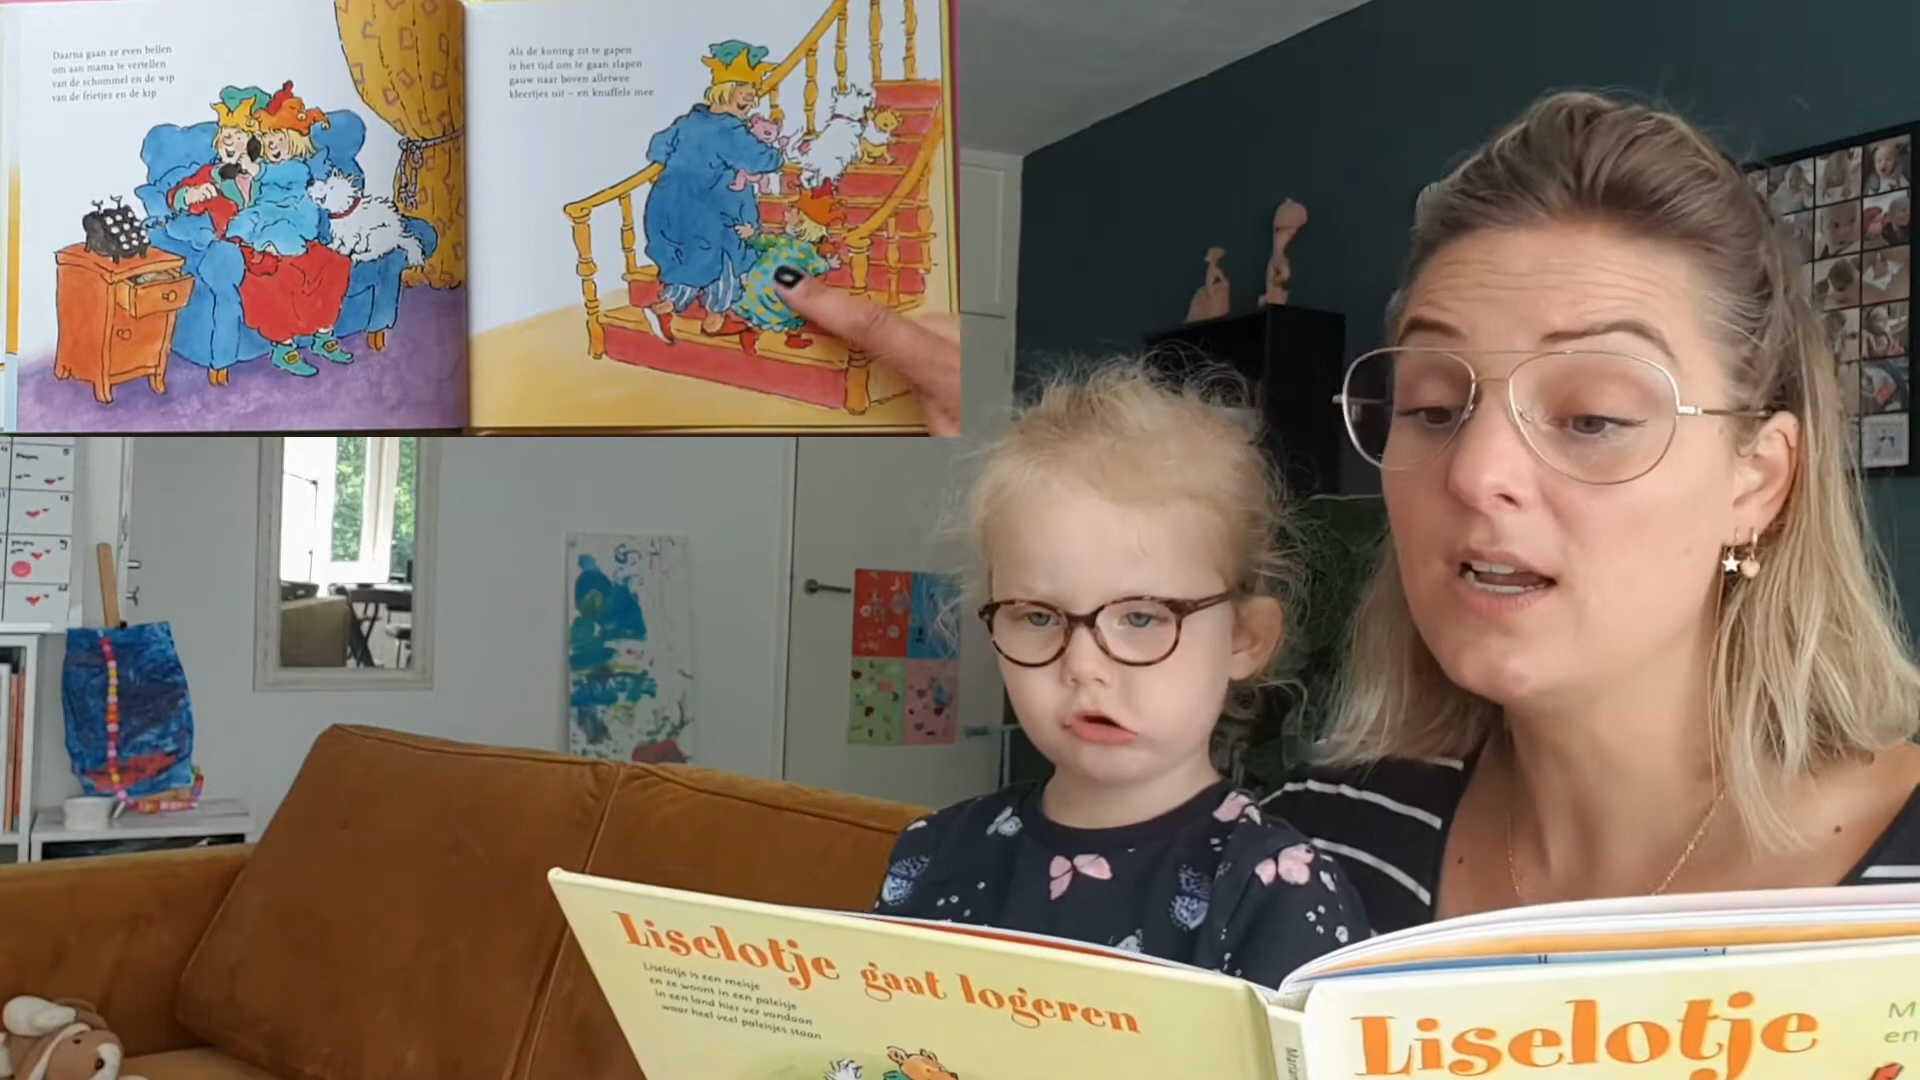 Daarna gaan ze even bellen
om aan mama te vertellen
van de schommel en de wip
van de frietjes en de kip
Als de koning zit te gapen
is het tijd om te gaan slapen
gauw naar boven alletwee
kleertjes uit – en knuffels mee
Liselotje gaat logeren
Liselotje is een meisje
en ze woont in een paleisje
in een land hier ver vandaan
waar heel veel paleisjes staan
Liselotje